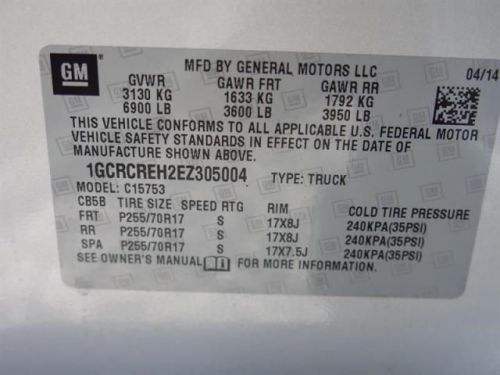 GM
MFD BY GENERAL MOTORS LLC
04/14
GVWR GAWR FRT GAWR RR
3130 KG 1633 KG 1792 KG
6900 LB 3600 LB 3950 LB
THIS VEHICLE CONFORMS TO ALL APPLICABLE U.S. FEDERAL MOTOR
VEHICLE SAFETY STANDARDS IN EFFECT ON THE DATE OF
MANUFACTURE SHOWN ABOVE.
1GCRCREH2EZ305004 TYPE: TRUCK
MODEL: C15753
CB5B TIRE SIZE SPEED RTG RIM COLD TIRE PRESSURE
FRT P255/70R17 S 17X8J 240KPA(35PSI)
RR P255/70R17 S 17X8J 240KPA(35PSI)
SPA P255/70R17 S 17X7.5J 240KPA(35PSI)
SEE OWNER'S MANUAL FOR MORE INFORMATION.